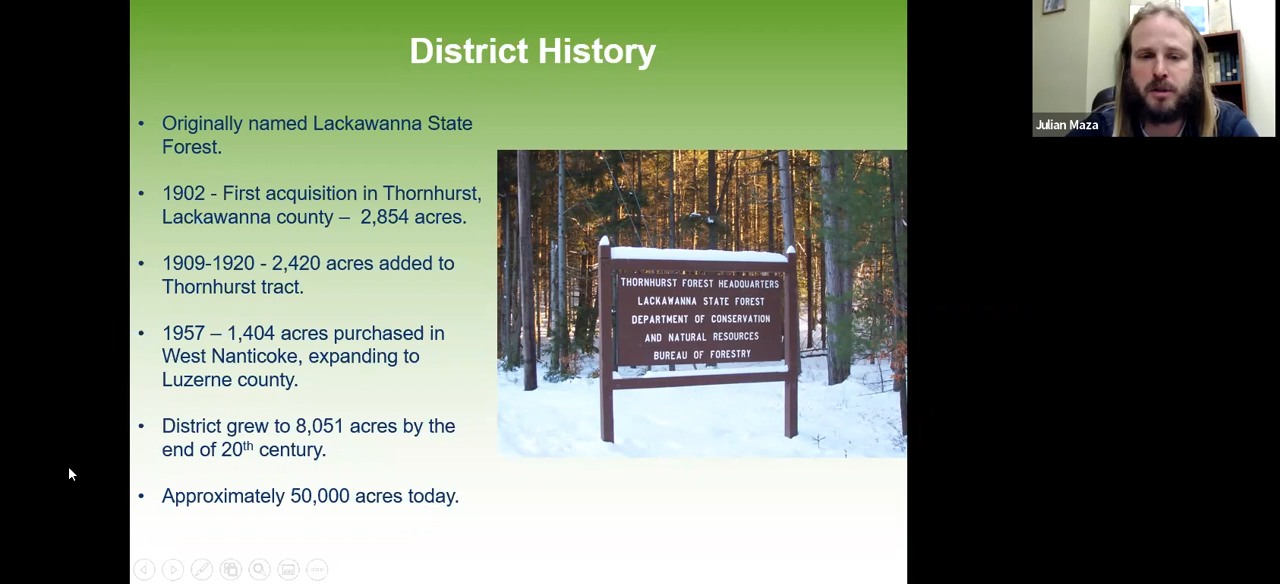 District History
• Originally named Lackawanna State
Forest.
• 1902 - First acquisition in Thornhurst,
Lackawanna county – 2,854 acres.
• 1909-1920 - 2,420 acres added to
Thornhurst tract.
• 1957 – 1,404 acres purchased in
West Nanticoke, expanding to
Luzerne county.
• District grew to 8,051 acres by the
end of 20th century.
• Approximately 50,000 acres today.
THORNHURST FOREST HEADQUARTERS
LACKAWANNA STATE FOREST
DEPARTMENT OF CONSERVATION
AND NATURAL RESOURCES
BUREAU OF FORESTRY
Julian Maza